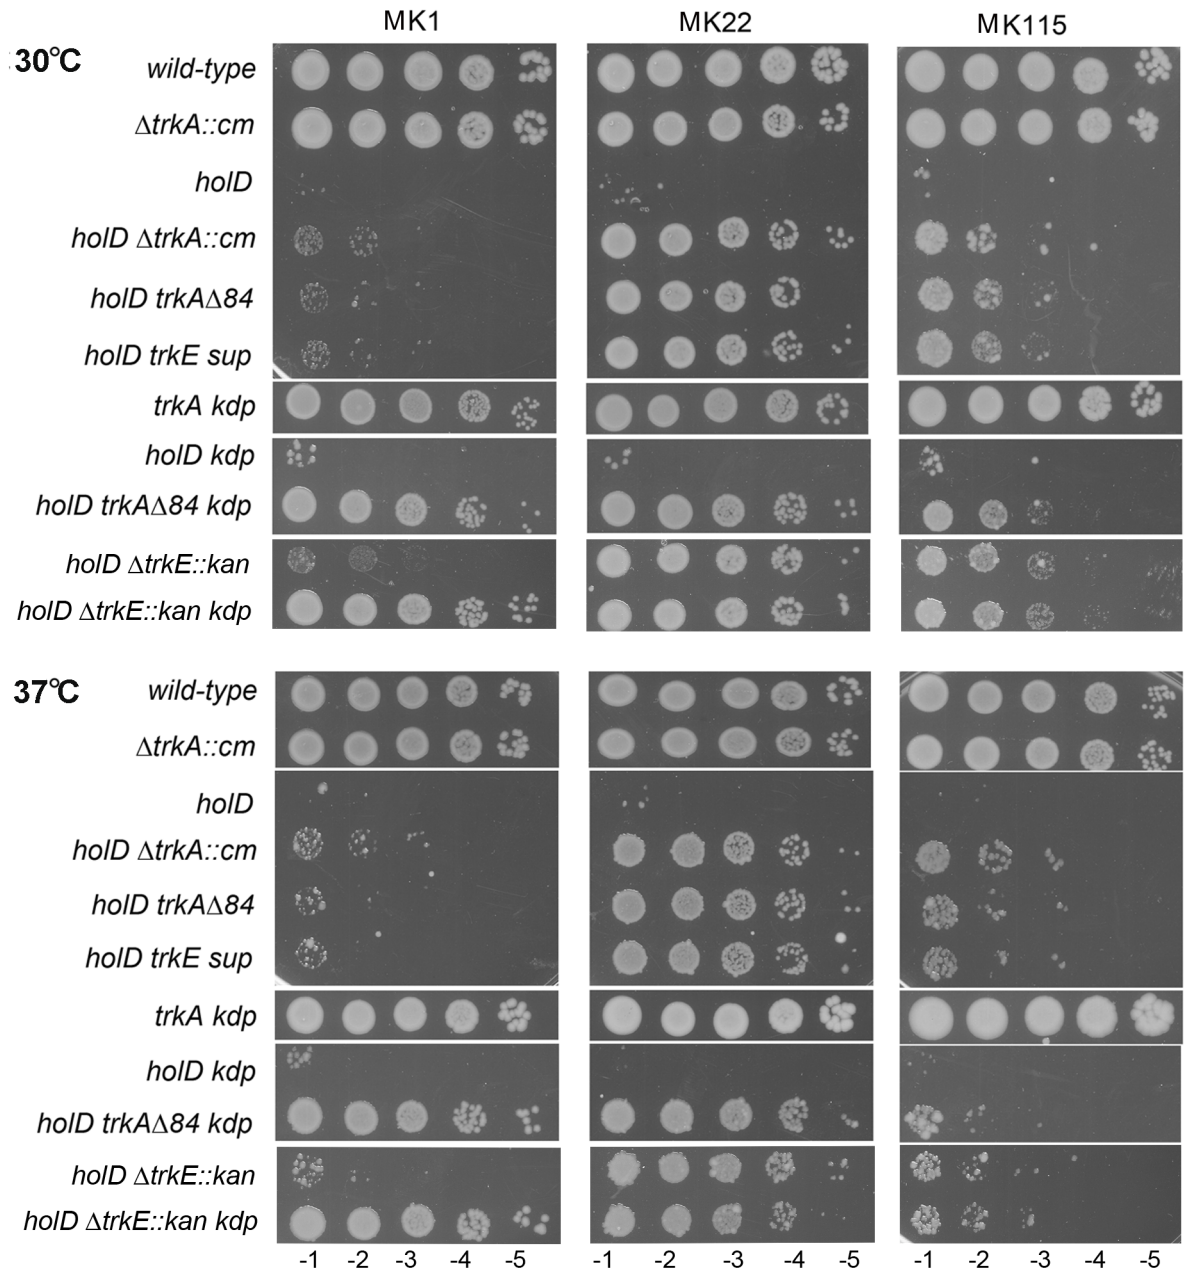 MK1 MK22 MK115
30°C
wild-type
ΔtrkA::cm
holD
holD ΔtrkA::cm
holD trkAΔ84
holD trkE sup
trkA kdp
holD kdp
holD trkAΔ84 kdp
holD ΔtrkE::kan
holD ΔtrkE::kan kdp
37°C
wild-type
ΔtrkA::cm
holD
holD ΔtrkA::cm
holD trkAΔ84
holD trkE sup
trkA kdp
holD kdp
holD trkAΔ84 kdp
holD ΔtrkE::kan
holD ΔtrkE::kan kdp
-1 -2 -3 -4 -5 -1 -2 -3 -4 -5 -1 -2 -3 -4 -5